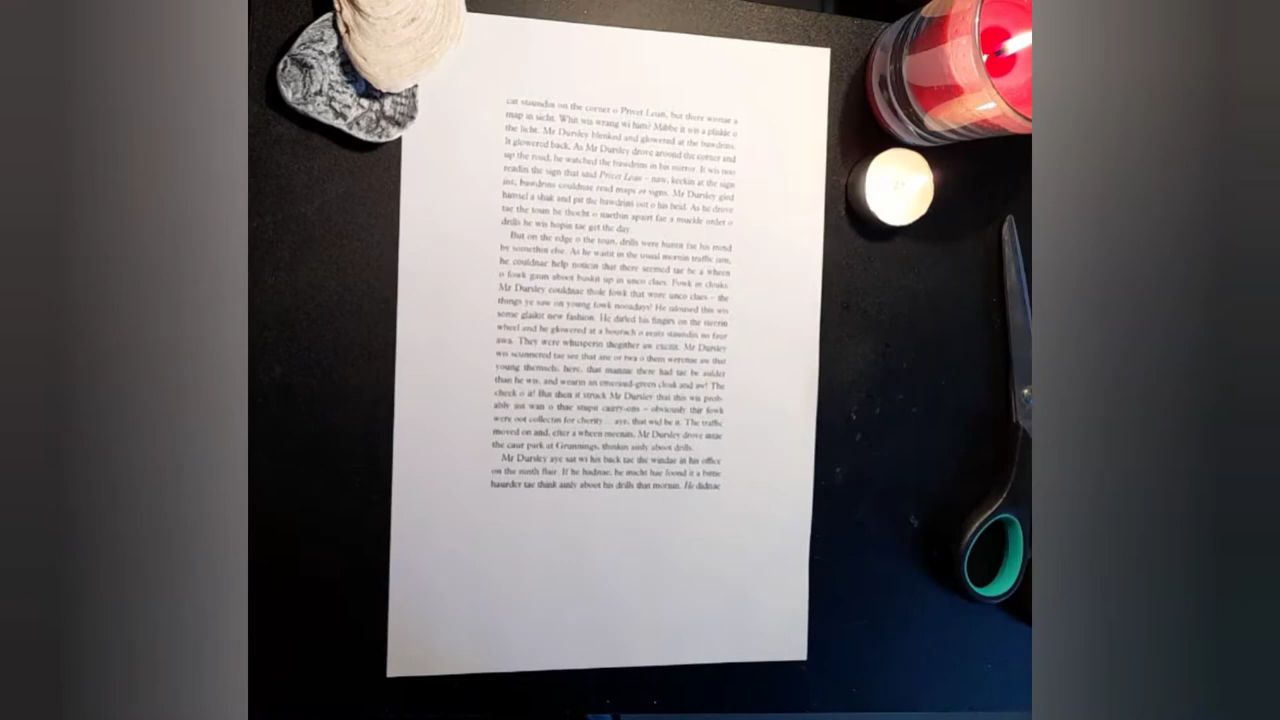 cat staundin on the corner o Privet Loan, but there wisnae a
map in sicht. Whit wis wrang wi him? Mibbe it wis a pliskie o
the licht. Mr Dursley blenked and glowered at the bawdrins.
It glowered back. As Mr Dursley drove around the corner and
up the road, he watched the bawdrins in his mirror. It wis noo
readin the sign that said Privet Loan – naw, keekin at the sign
jist, bawdrins couldnae read maps or signs. Mr Dursley gied
himsel a shak and pit the bawdrins oot o his heid. As he drove
tae the toun he thocht o naethin apairt fae a muckle order o
drills he wis hopin tae get the day.
But on the edge o the toun, drills were huntit fae his mind
by somethin else. As he waitit in the usual mornin traffic jam,
he couldnae help noticin that there seemed tae be a wheen
o fowk gaun aboot buskit up in unco claes. Fowk in cloaks.
Mr Dursley couldnae thole fowk that wore unco claes – the
things ye saw on young fowk nooadays! He jaloused this wis
some glaikit new fashion. He dirled his fingirs on the steerin
wheel and he glowered at a bourach o staundin no faur
awa. They were whusperin thegither aw excitit. Mr Dursley
wis scunnered tae see that ane or twa o them werenae aw that
young themsels; here, that mannie there had tae be aulder
than he wis, and wearin an emerald-green cloak and aw! The
cheek o it! But then it struck Mr Dursley that this wis prob-
ably jist wan o thae stupit cairry-ons – obviously thir fowk
were oot collectin for cherity... aye, that wid be it. The traffic
moved on and, efter a wheen meenits, Mr Dursley drove intae
the caur park at Grunnings, thinkin ainly aboot drills.
Mr Dursley aye sat wi his back tae the windae in his office
on the ninth flair. If he hadnae, he micht hae found it a bittie
haurder tae think ainly aboot his drills that mornin. He didnae